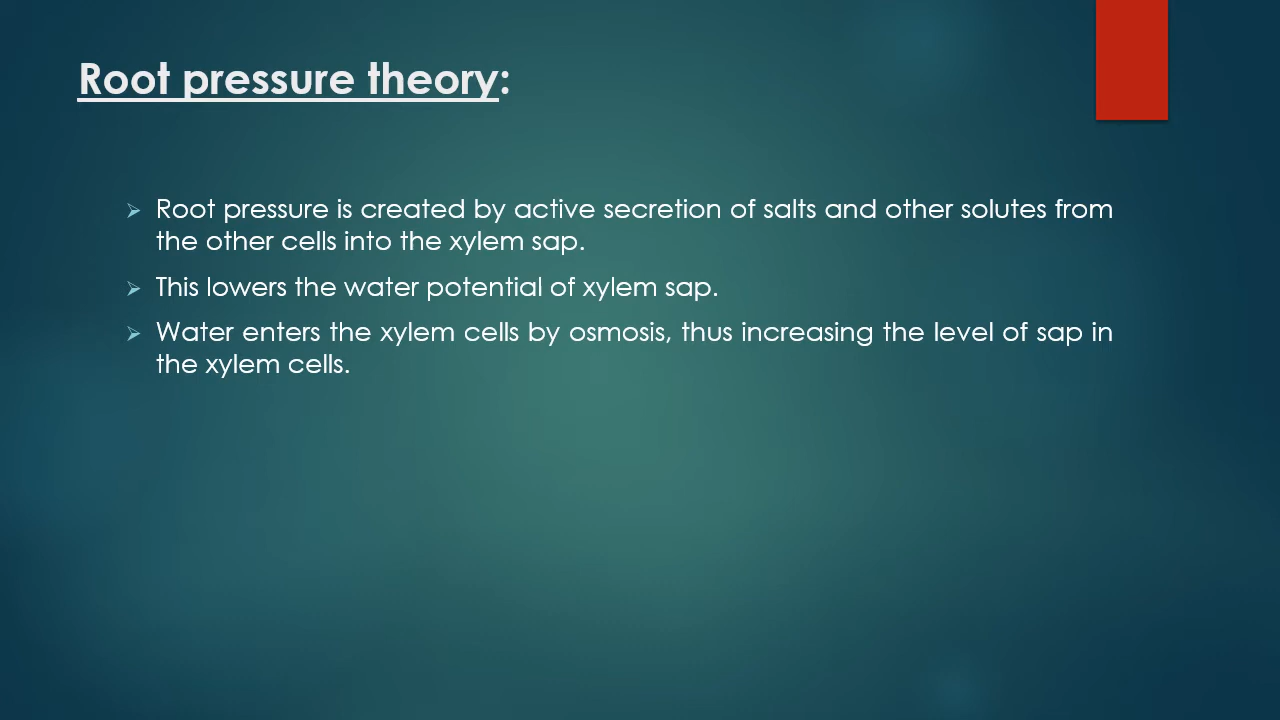 Root pressure theory:
Root pressure is created by active secretion of salts and other solutes from
the other cells into the xylem sap.
This lowers the water potential of xylem sap.
Water enters the xylem cells by osmosis, thus increasing the level of sap in
the xylem cells.